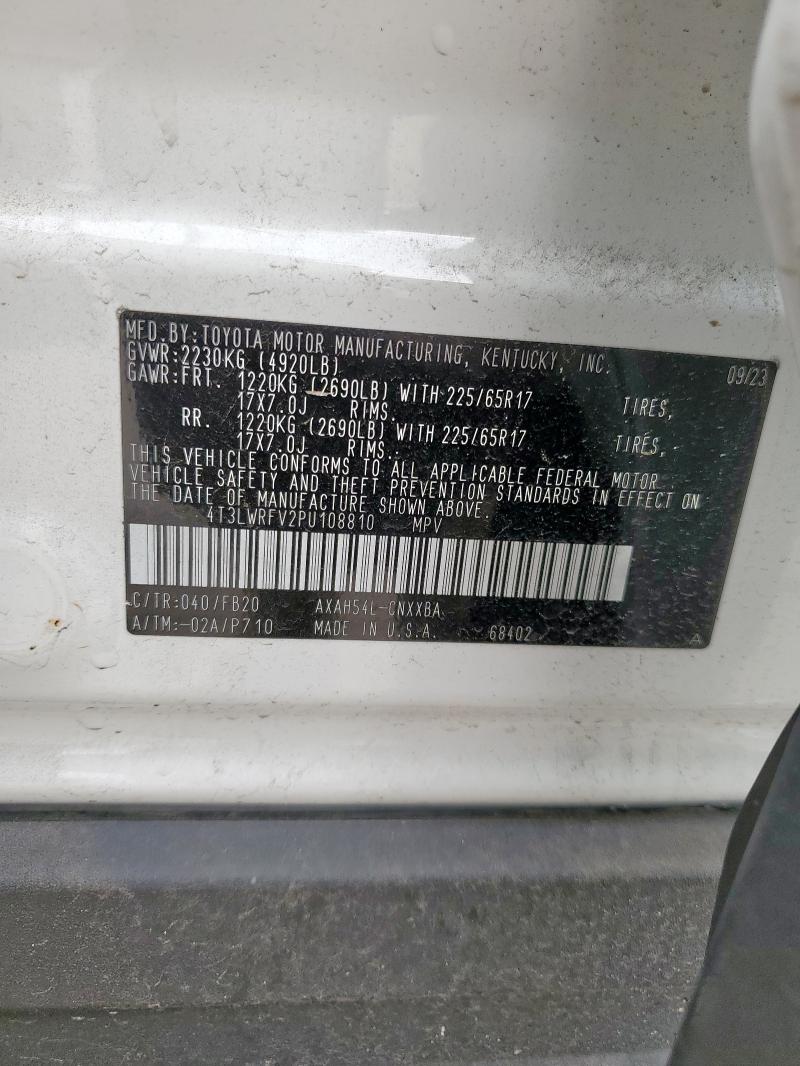 MFD.BY:TOYOTA MOTOR MANUFACTURING, KENTUCKY, INC. 09/23
GVWR:2230KG (4920LB)
GAWR:FRT. 1220KG (2690LB) WITH 225/65R17 TIRES,
17X7.0J RIMS.
RR. 1220KG (2690LB) WITH 225/65R17 TIRES,
17X7.0J RIMS.
THIS VEHICLE CONFORMS TO ALL APPLICABLE FEDERAL MOTOR
VEHICLE SAFETY AND THEFT PREVENTION STANDARDS IN EFFECT ON
THE DATE OF MANUFACTURE SHOWN ABOVE.
4T3LWRFV2PU108810 MPV
C/TR:040/FB20 AXAH54L-CNXXBA
A/TM:-02A/P710 MADE IN U.S.A. 68402 A